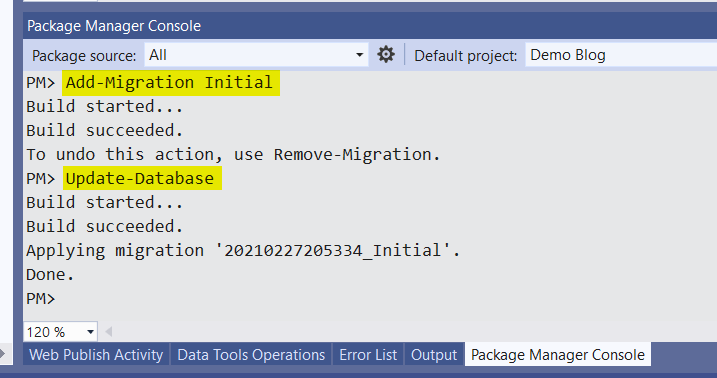 Package Manager Console
Package source: All Default project: Demo Blog
PM> Add-Migration Initial
Build started...
Build succeeded.
To undo this action, use Remove-Migration.
PM> Update-Database
Build started...
Build succeeded.
Applying migration '20210227205334_Initial'.
Done.
PM>
120 %
Web Publish Activity Data Tools Operations Error List Output Package Manager Console